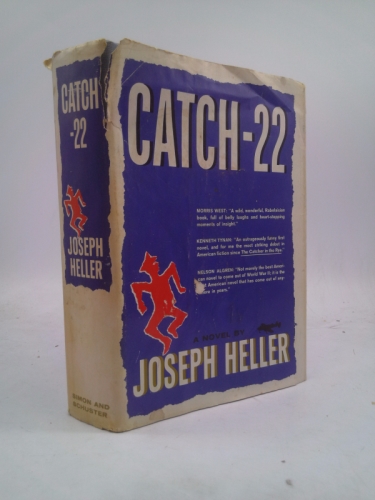 CATCH
-22
JOSEPH
HELLER
SIMON AND
SCHUSTER
CATCH-22
MORRIS WEST: "A wild, wonderful, Rabelaisian
book, full of belly laughs and heart-stopping
moments of insight."
KENNETH TYNAN: "An outrageously funny first
novel, and for me the most striking debut in
American fiction since The Catcher in the Rye."
NELSON ALGREN: "Not merely the best Ameri-
can novel to come out of World War II; it is the
best American novel that has come out of any-
where in years."
A NOVEL BY
JOSEPH HELLER